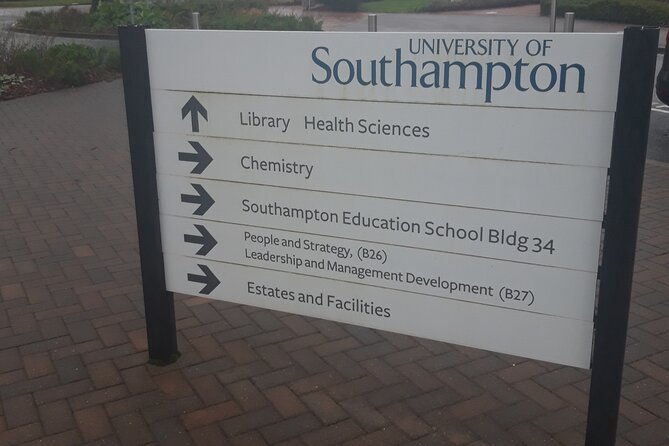 UNIVERSITY OF
Southampton
Library Health Sciences
Chemistry
Southampton Education School Bldg 34
People and Strategy, (B26)
Leadership and Management Development (B27)
Estates and Facilities